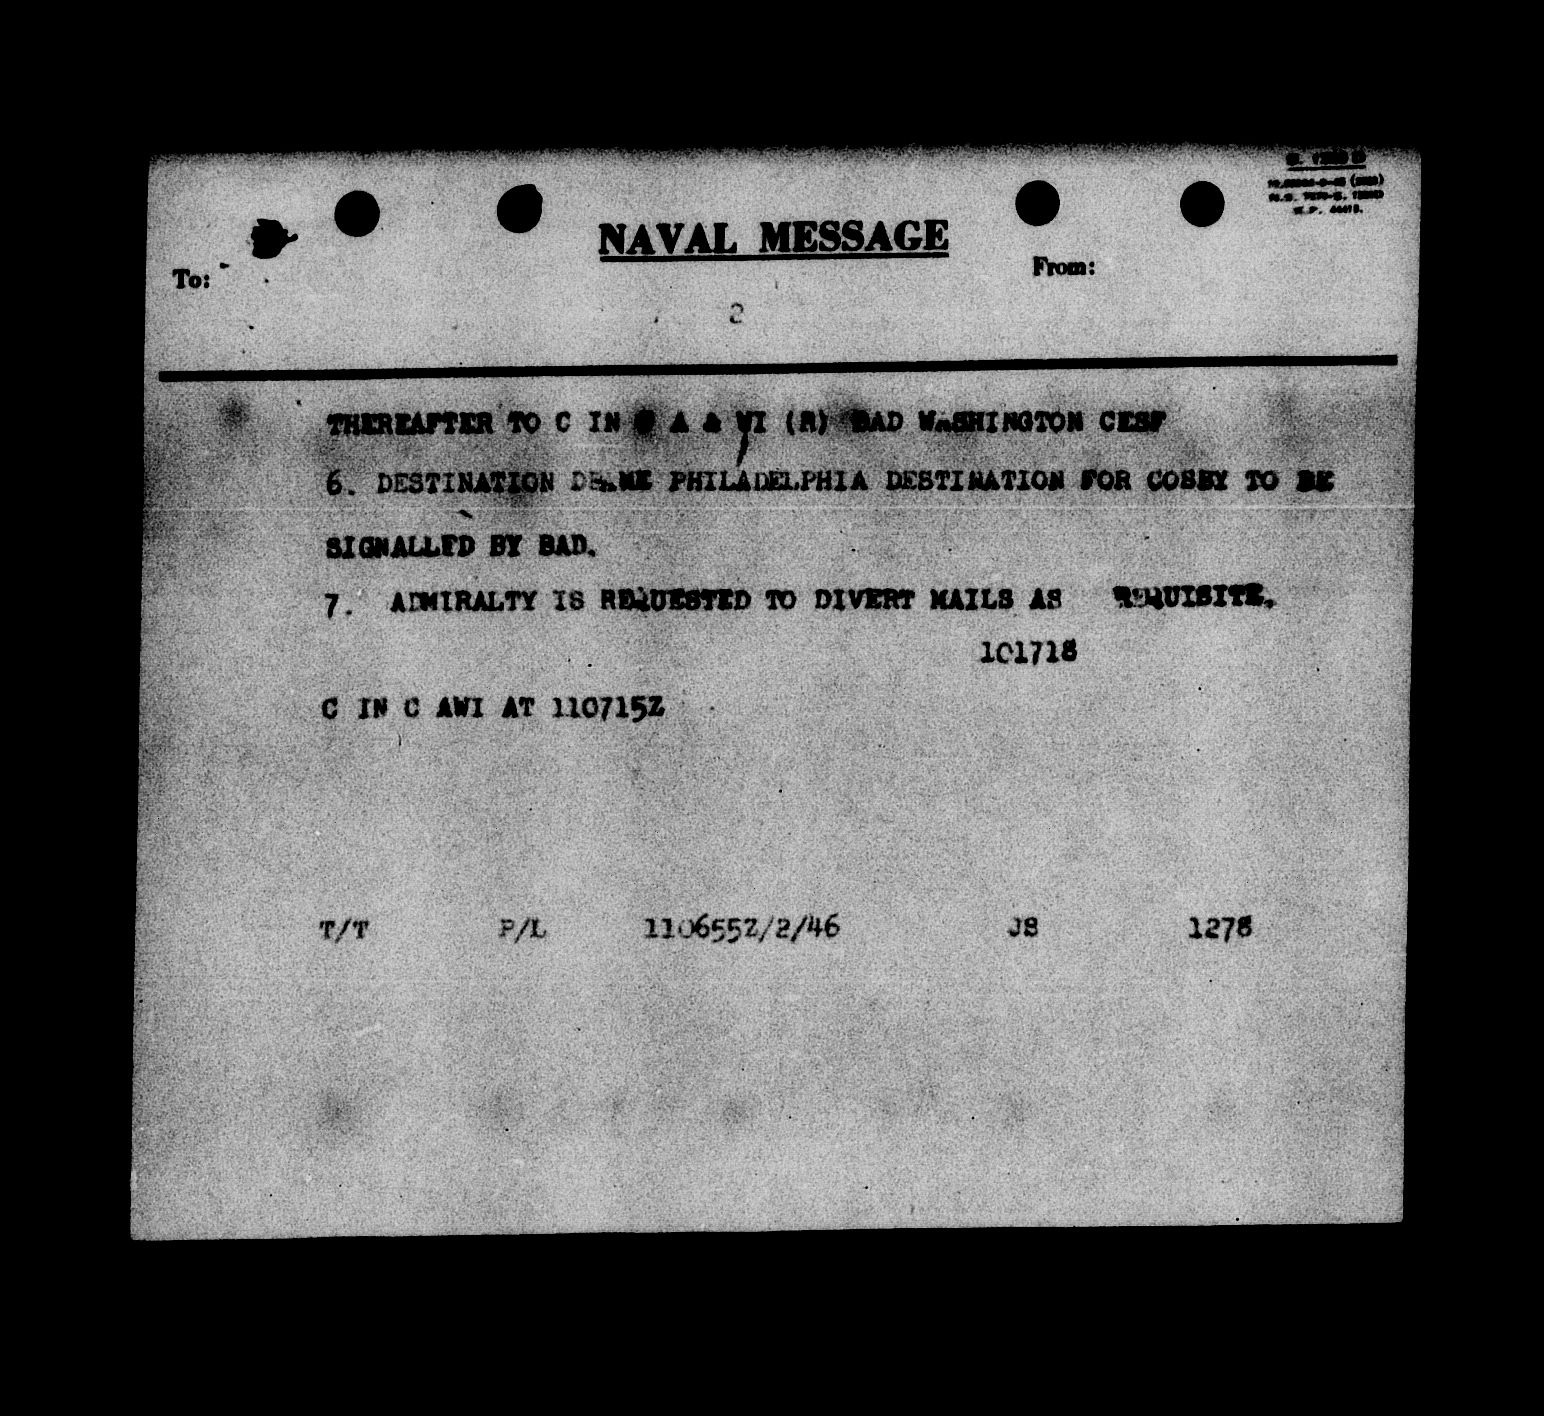 NAVAL MESSAGE
To:
From:
2
THEREAFTER TO C IN A & WI (R) BAD WASHINGTON CESF
6. DESTINATION PHILADELPHIA DESTINATION FOR COSBY TO BE
SIGNALLED BY BAD.
7. ADMIRALTY IS REQUESTED TO DIVERT MAILS AS REQUISITE.
101718
C IN C AWI AT 110715Z
T/T P/L 110655Z/2/46 JS 1278